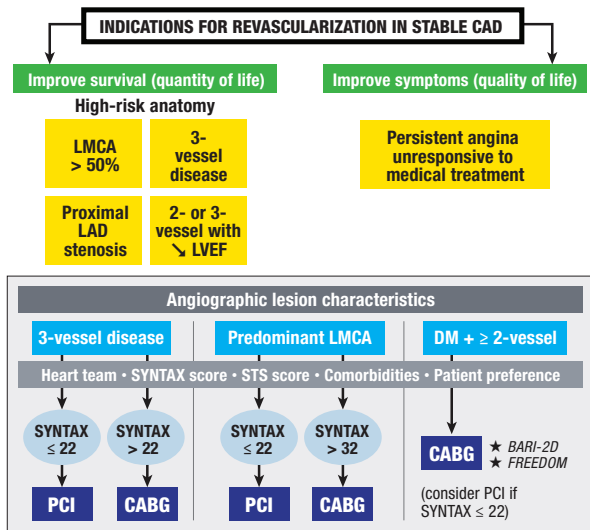 INDICATIONS FOR REVASCULARIZATION IN STABLE CAD
Improve survival (quantity of life)
Improve symptoms (quality of life)
High-risk anatomy
LMCA
> 50%
3-
vessel
disease
Persistent angina
unresponsive to
medical treatment
Proximal
LAD
stenosis
2- or 3-
vessel with
↘ LVEF
Angiographic lesion characteristics
3-vessel disease
Predominant LMCA
DM + ≥ 2-vessel
Heart team • SYNTAX score • STS score • Comorbidities • Patient preference
SYNTAX
≤ 22
SYNTAX
> 22
SYNTAX
≤ 22
SYNTAX
> 32
CABG
★ BARI-2D
★ FREEDOM
PCI
CABG
PCI
CABG
(consider PCI if
SYNTAX ≤ 22)